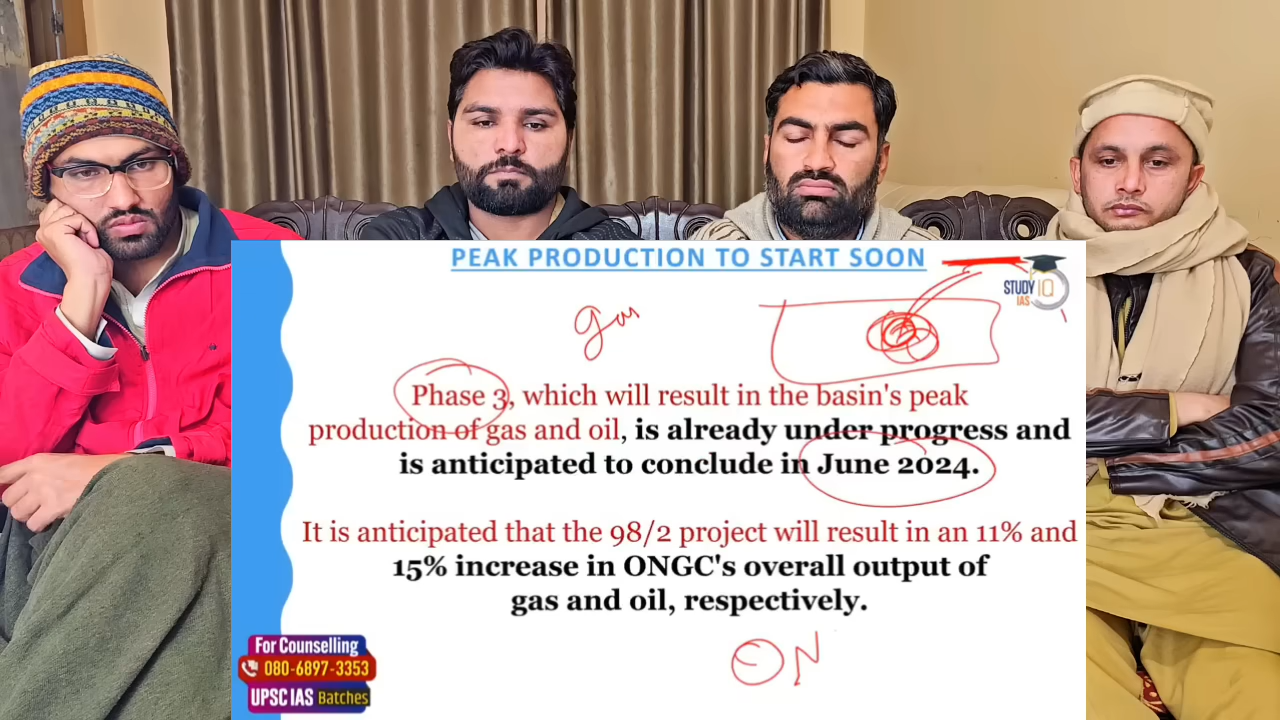 PEAK PRODUCTION TO START SOON
STUDY IQ
IAS
gas
Phase 3, which will result in the basin's peak
production of gas and oil, is already under progress and
is anticipated to conclude in June 2024.
It is anticipated that the 98/2 project will result in an 11% and
15% increase in ONGC's overall output of
gas and oil, respectively.
ON
For Counselling
080-6897-3353
UPSC IAS Batches